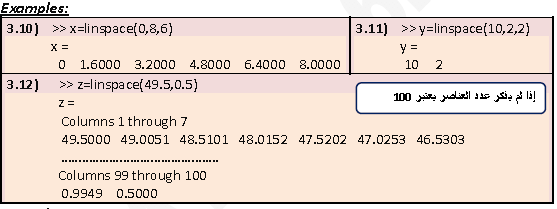 Examples:
3.10) >> x=linspace(0,8,6)
x =
0 1.6000 3.2000 4.8000 6.4000 8.0000
3.11) >>y=linspace(10,2,2)
y =
10 2
3.12) >> z=linspace(49.5,0.5)
إذا لم يذكر عدد العناصر يعتبر 100
z =
Columns 1 through 7
49.5000 49.0051 48.5101 48.0152 47.5202 47.0253 46.5303
.............................................
Columns 99 through 100
0.9949 0.5000